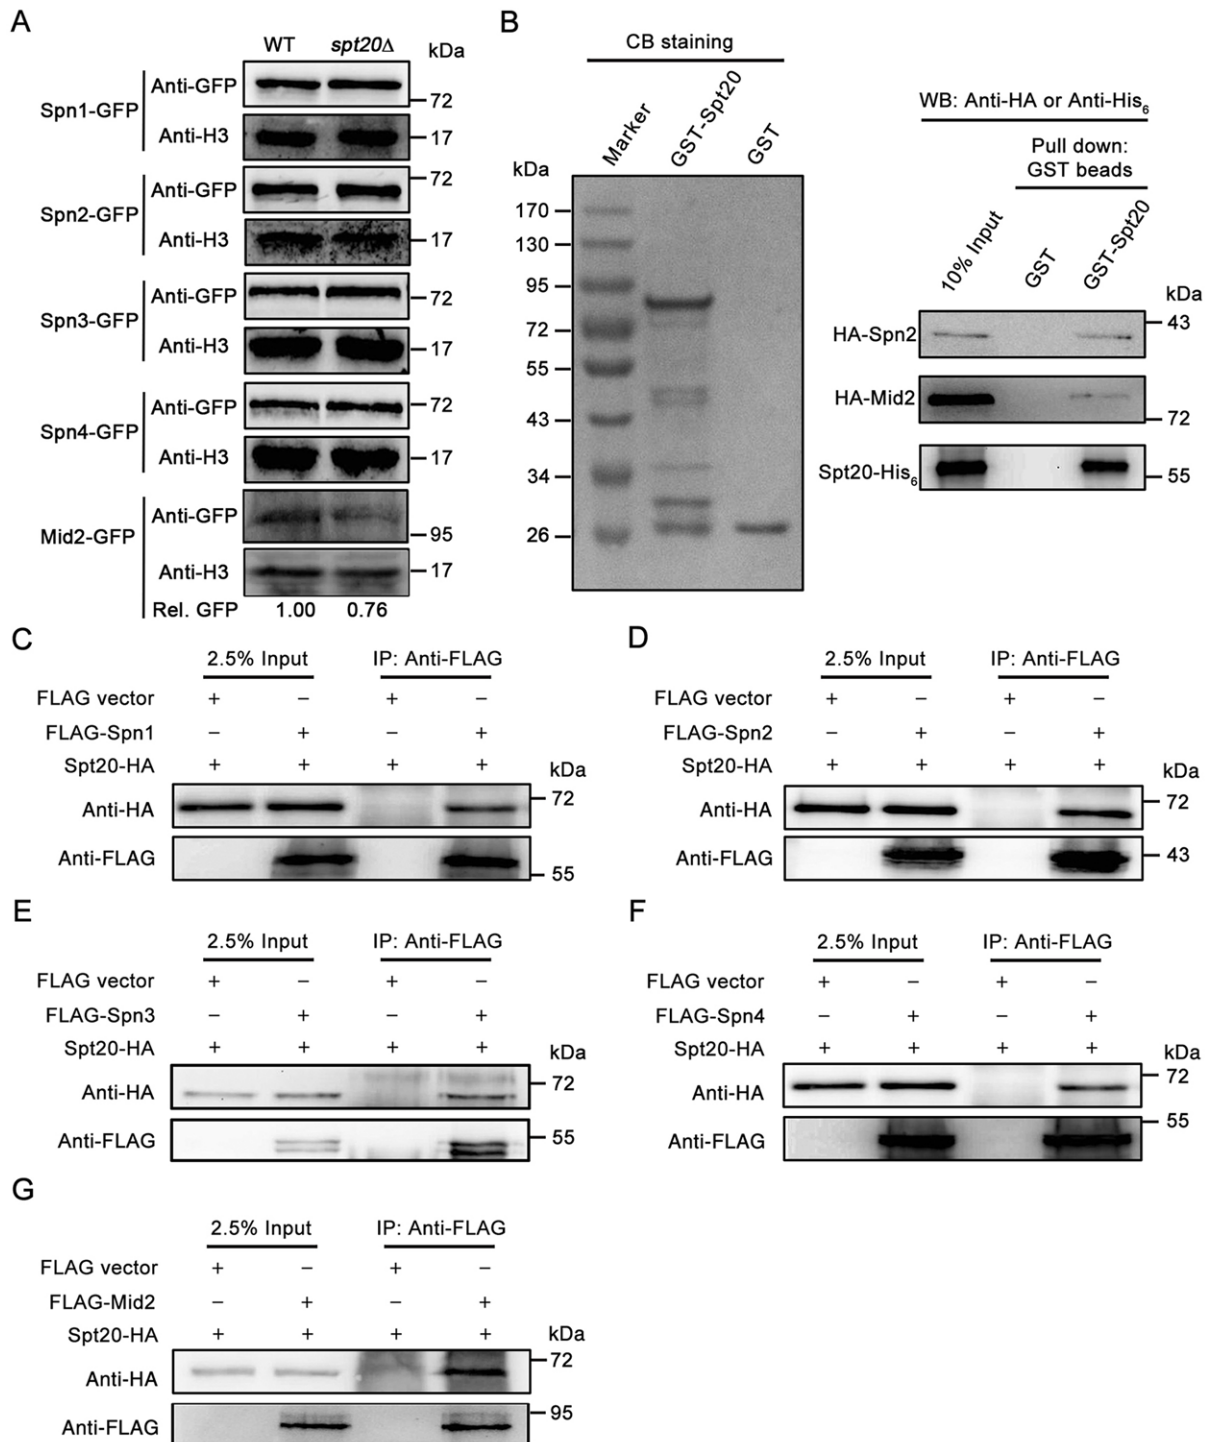 A
WT spt20Δ kDa
Spn1-GFP
Anti-GFP
72
Anti-H3
17
Spn2-GFP
Anti-GFP
72
Anti-H3
17
Spn3-GFP
Anti-GFP
72
Anti-H3
17
Spn4-GFP
Anti-GFP
72
Anti-H3
17
Mid2-GFP
Anti-GFP
95
Anti-H3
17
Rel. GFP 1.00 0.76
B
CB staining
kDa Marker GST-Spt20 GST
170
130
95
72
55
43
34
26
WB: Anti-HA or Anti-His6
Pull down:
GST beads
10% Input GST GST-Spt20 kDa
HA-Spn2 43
HA-Mid2 72
Spt20-His6 55
C
2.5% Input IP: Anti-FLAG
FLAG vector + – + –
FLAG-Spn1 – + – +
Spt20-HA + + + + kDa
Anti-HA 72
Anti-FLAG 55
D
2.5% Input IP: Anti-FLAG
FLAG vector + – + –
FLAG-Spn2 – + – +
Spt20-HA + + + + kDa
Anti-HA 72
Anti-FLAG 43
E
2.5% Input IP: Anti-FLAG
FLAG vector + – + –
FLAG-Spn3 – + – +
Spt20-HA + + + + kDa
Anti-HA 72
Anti-FLAG 55
F
2.5% Input IP: Anti-FLAG
FLAG vector + – + –
FLAG-Spn4 – + – +
Spt20-HA + + + + kDa
Anti-HA 72
Anti-FLAG 55
G
2.5% Input IP: Anti-FLAG
FLAG vector + – + –
FLAG-Mid2 – + – +
Spt20-HA + + + + kDa
Anti-HA 72
Anti-FLAG 95